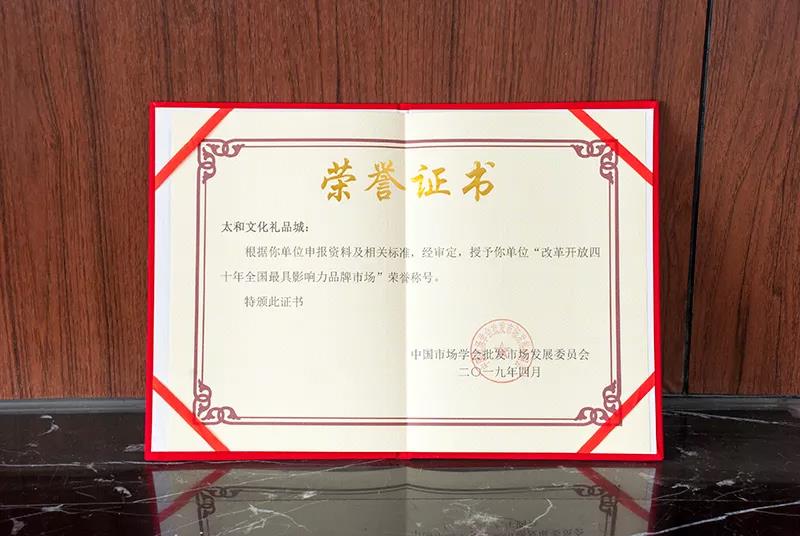 荣誉证书
太和文化礼品城：
根据你单位申报资料及相关标准，经审定，授予你单位“改革开放四
十年全国最具影响力品牌市场”荣誉称号。
特颁此证书
中国市场学会批发市场发展委员会
二〇一九年四月